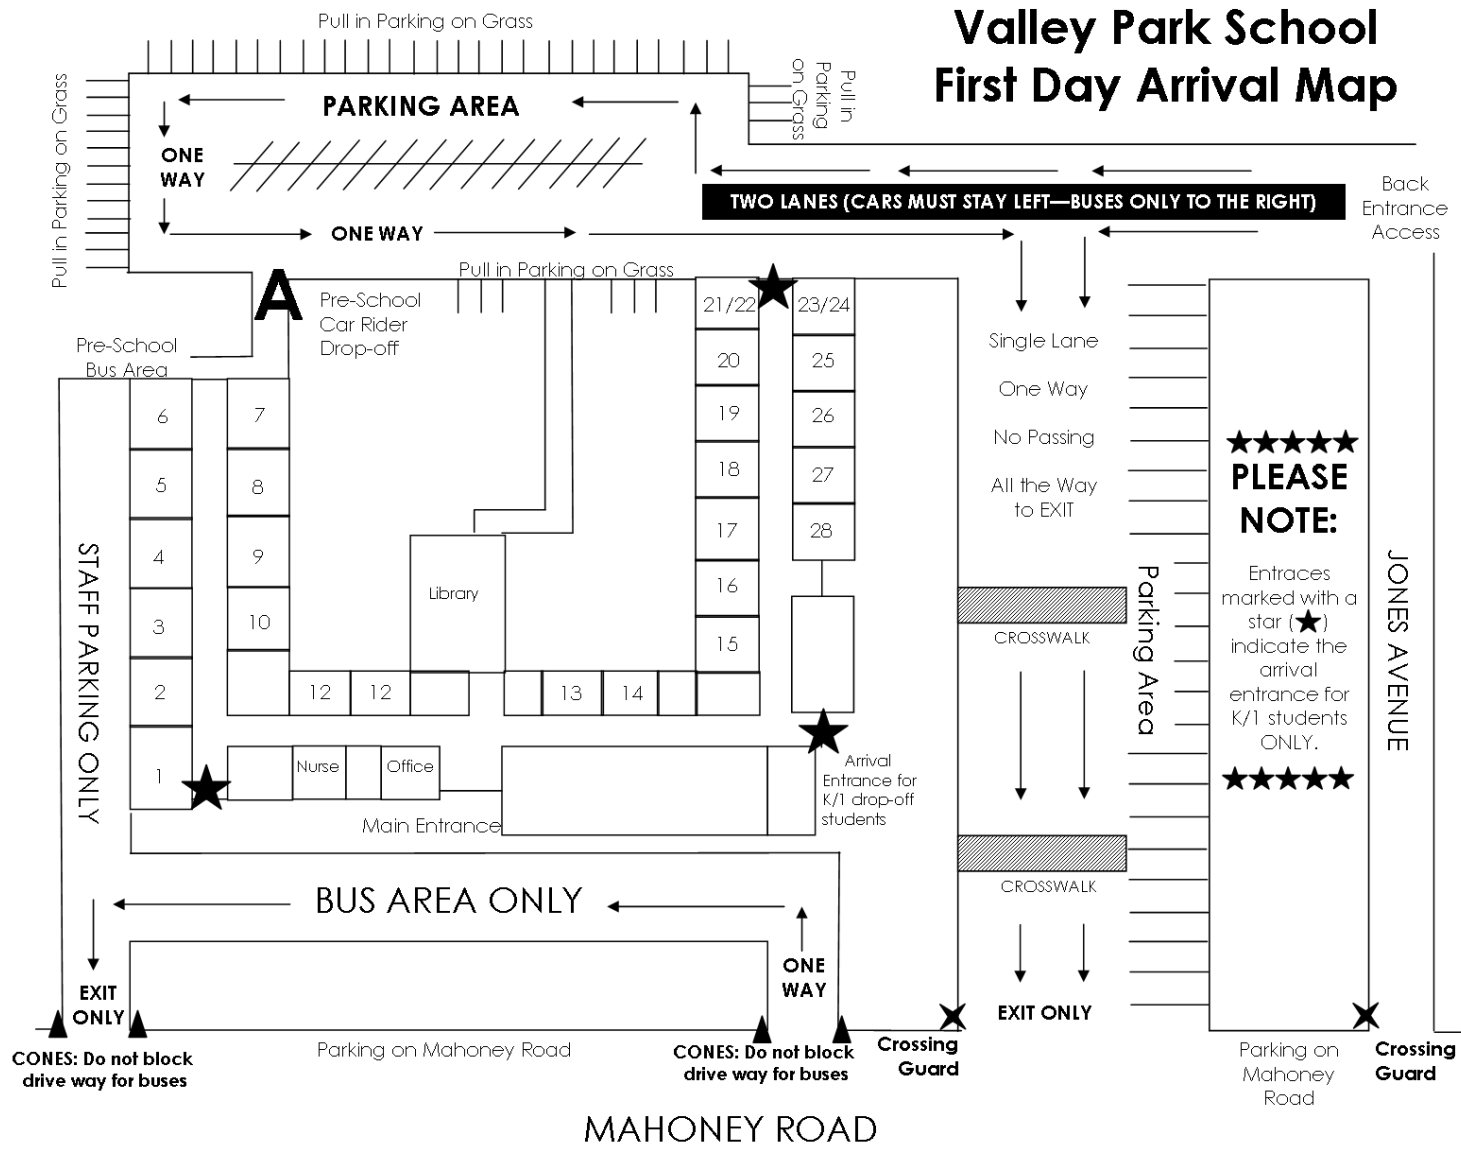 Valley Park School
First Day Arrival Map
Pull in Parking on Grass
Pull in Parking on Grass
Pull in
Parking
on Grass
PARKING AREA
ONE
WAY
TWO LANES (CARS MUST STAY LEFT—BUSES ONLY TO THE RIGHT)
Back
Entrance
Access
ONE WAY
Pull in Parking on Grass
A
Pre-School
Car Rider
Drop-off
Pre-School
Bus Area
21/22
23/24
20
25
19
26
18
27
17
28
16
15
6
7
5
8
4
9
3
10
2
12
12
13
14
1
Library
Nurse
Office
Main Entrance
Arrival
Entrance for
K/1 drop-off
students
STAFF PARKING ONLY
Single Lane
One Way
No Passing
All the Way
to EXIT
CROSSWALK
CROSSWALK
Parking Area
PLEASE
NOTE:
Entraces
marked with a
star (★)
indicate the
arrival
entrance for
K/1 students
ONLY.
JONES AVENUE
BUS AREA ONLY
ONE
WAY
EXIT
ONLY
EXIT ONLY
CONES: Do not block
drive way for buses
Parking on Mahoney Road
CONES: Do not block
drive way for buses
Crossing
Guard
Parking on
Mahoney
Road
Crossing
Guard
MAHONEY ROAD